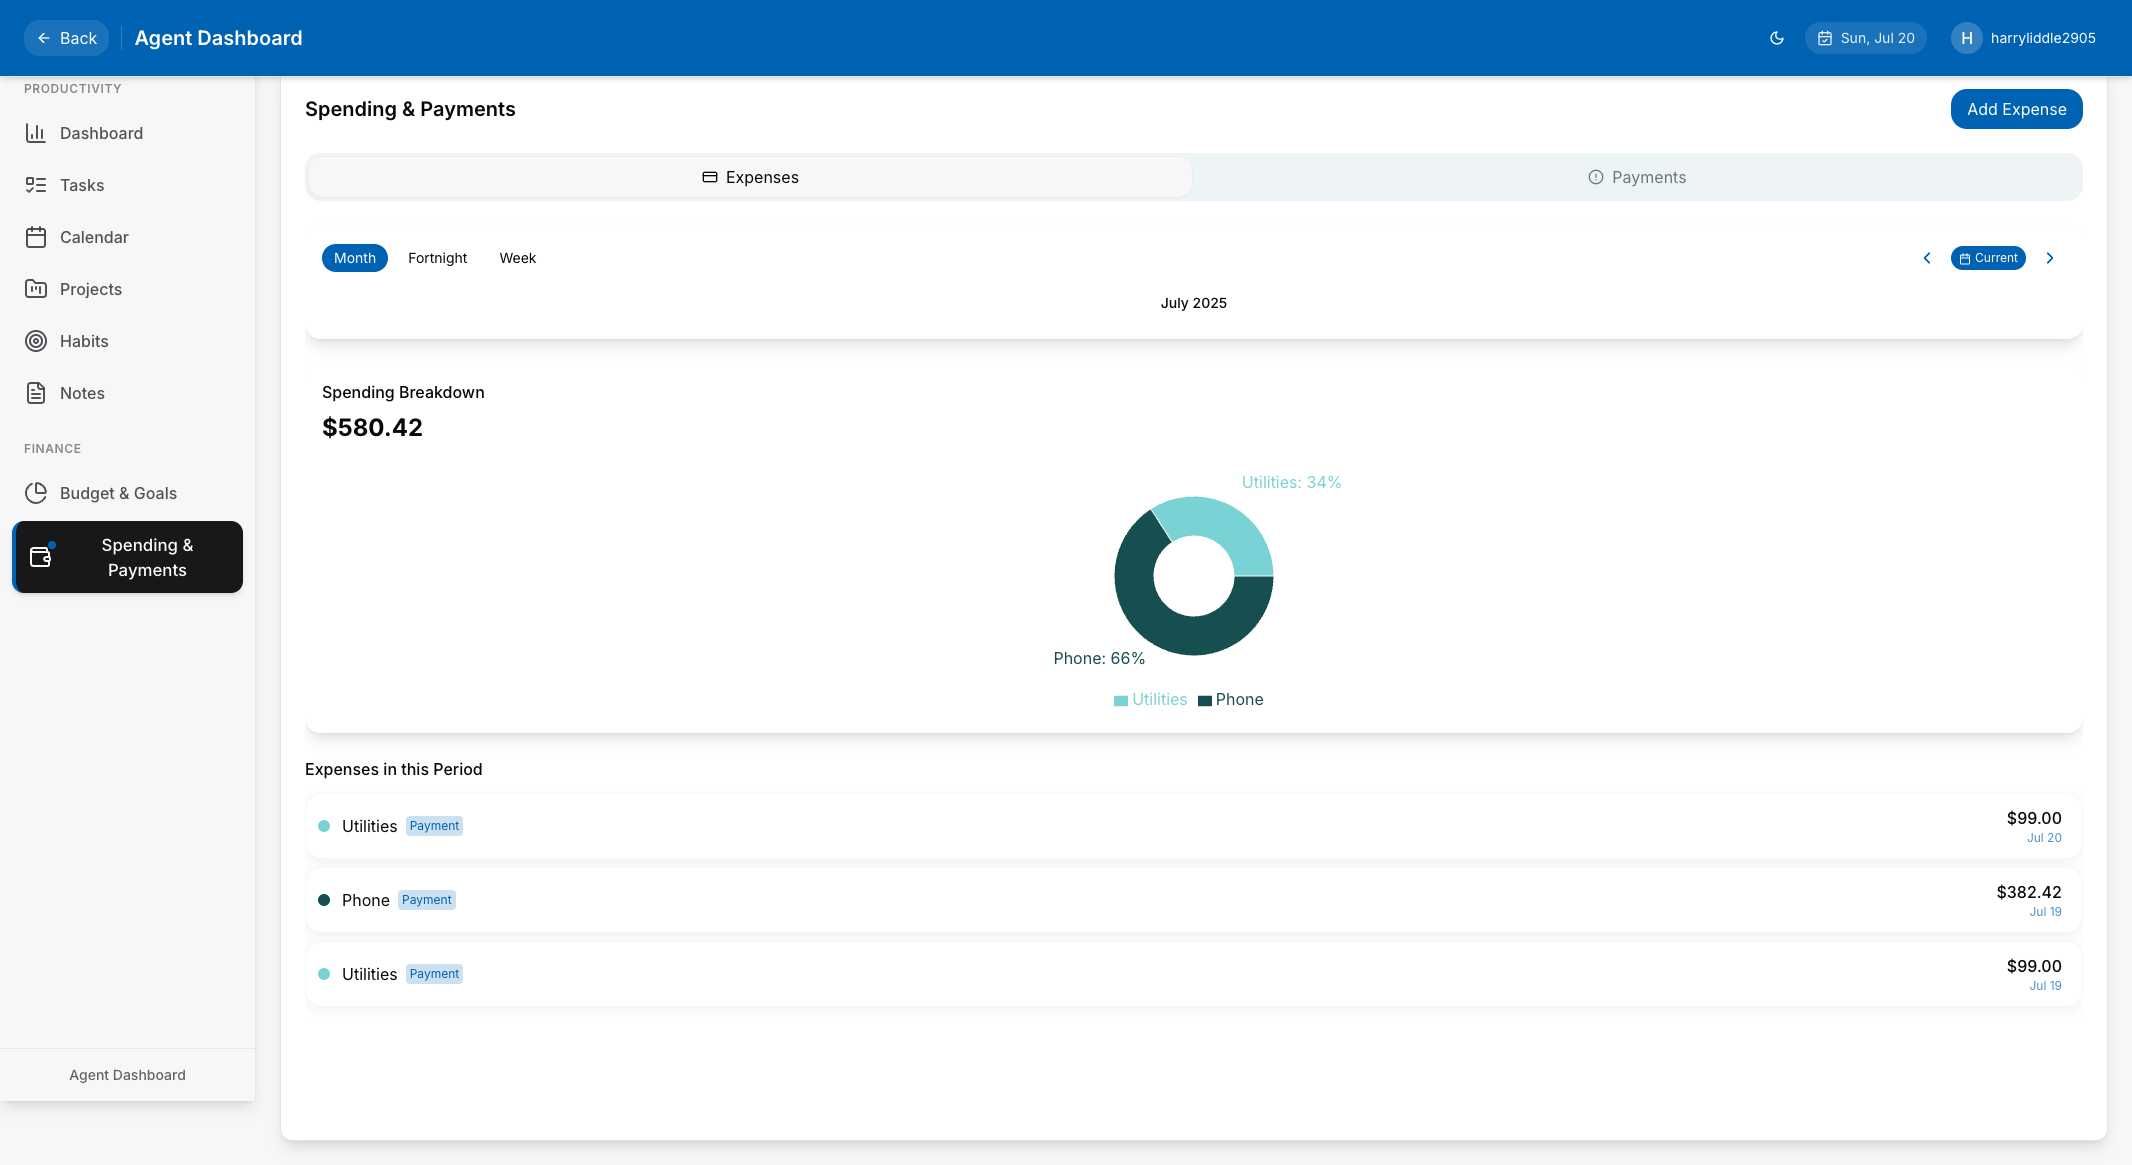 Back
Agent Dashboard
Sun, Jul 20
H
harryliddle2905
PRODUCTIVITY
Dashboard
Tasks
Calendar
Projects
Habits
Notes
FINANCE
Budget & Goals
Spending &
Payments
Agent Dashboard
Spending & Payments
Add Expense
Expenses
Payments
Month
Fortnight
Week
Current
July 2025
Spending Breakdown
$580.42
Utilities: 34%
Phone: 66%
Utilities
Phone
Expenses in this Period
Utilities Payment
$99.00
Jul 20
Phone Payment
$382.42
Jul 19
Utilities Payment
$99.00
Jul 19